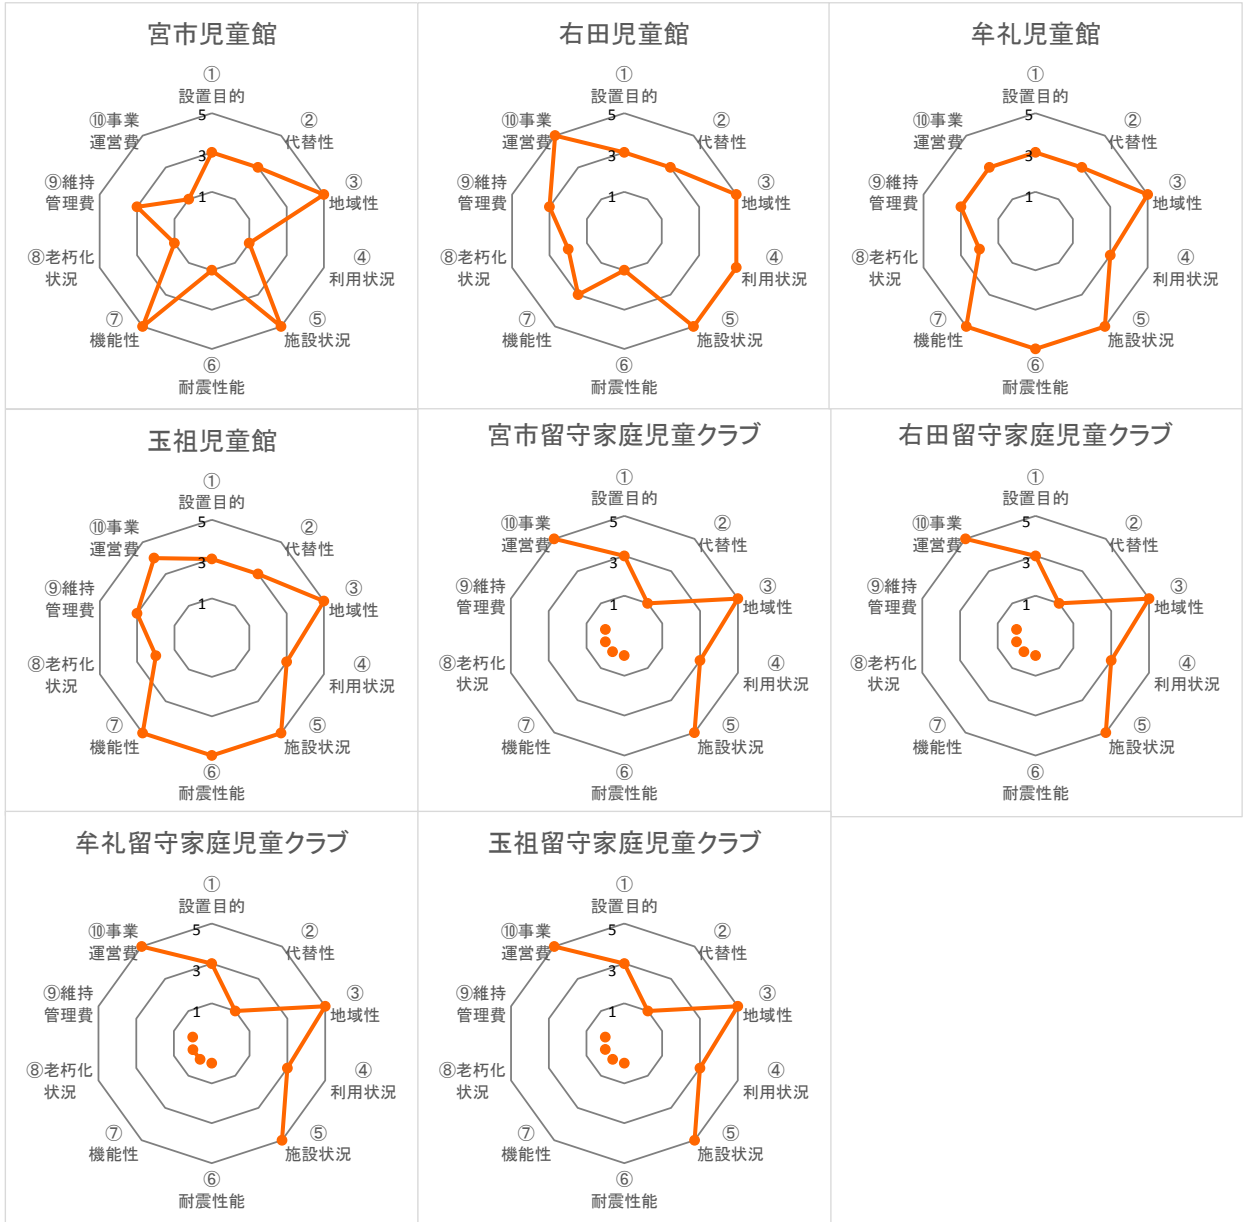 宮市児童館
①
設置目的
②
代替性
③
地域性
④
利用状況
⑤
施設状況
⑥
耐震性能
⑦
機能性
⑧老朽化
状況
⑨維持
管理費
⑩事業
運営費
5
3
1
右田児童館
①
設置目的
②
代替性
③
地域性
④
利用状況
⑤
施設状況
⑥
耐震性能
⑦
機能性
⑧老朽化
状況
⑨維持
管理費
⑩事業
運営費
5
3
1
牟礼児童館
①
設置目的
②
代替性
③
地域性
④
利用状況
⑤
施設状況
⑥
耐震性能
⑦
機能性
⑧老朽化
状況
⑨維持
管理費
⑩事業
運営費
5
3
1
玉祖児童館
①
設置目的
②
代替性
③
地域性
④
利用状況
⑤
施設状況
⑥
耐震性能
⑦
機能性
⑧老朽化
状況
⑨維持
管理費
⑩事業
運営費
5
3
1
宮市留守家庭児童クラブ
①
設置目的
②
代替性
③
地域性
④
利用状況
⑤
施設状況
⑥
耐震性能
⑦
機能性
⑧老朽化
状況
⑨維持
管理費
⑩事業
運営費
5
3
1
右田留守家庭児童クラブ
①
設置目的
②
代替性
③
地域性
④
利用状況
⑤
施設状況
⑥
耐震性能
⑦
機能性
⑧老朽化
状況
⑨維持
管理費
⑩事業
運営費
5
3
1
牟礼留守家庭児童クラブ
①
設置目的
②
代替性
③
地域性
④
利用状況
⑤
施設状況
⑥
耐震性能
⑦
機能性
⑧老朽化
状況
⑨維持
管理費
⑩事業
運営費
5
3
1
玉祖留守家庭児童クラブ
①
設置目的
②
代替性
③
地域性
④
利用状況
⑤
施設状況
⑥
耐震性能
⑦
機能性
⑧老朽化
状況
⑨維持
管理費
⑩事業
運営費
5
3
1